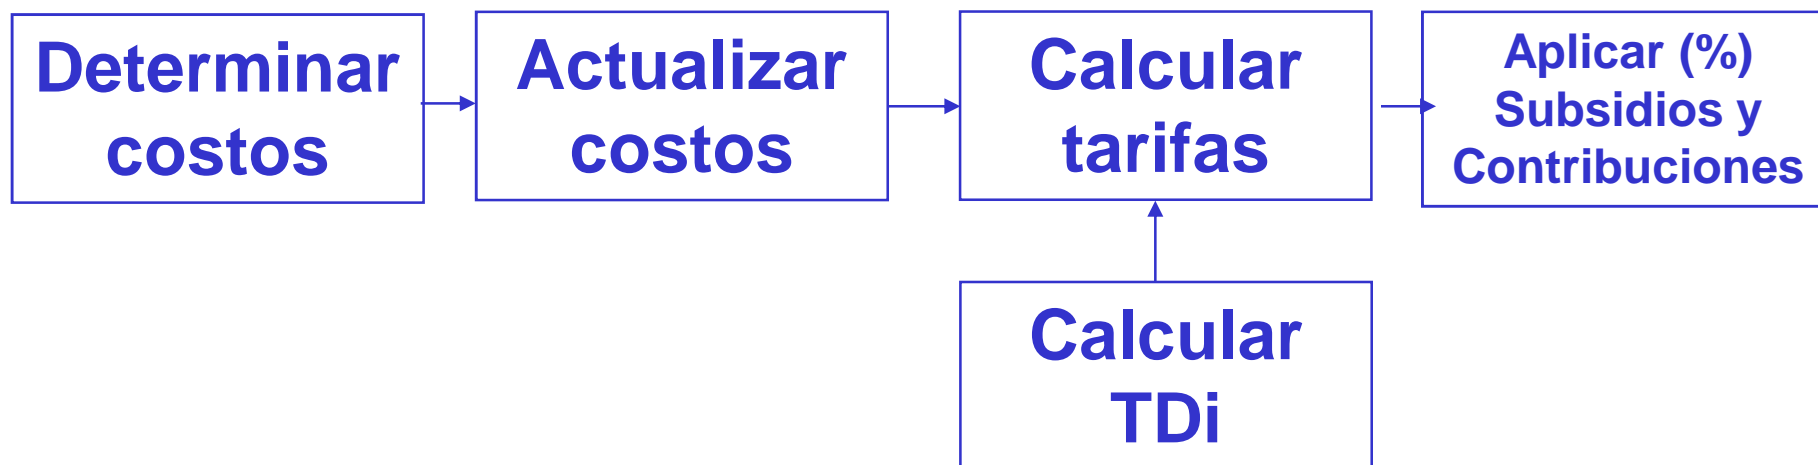 Determinar
costos
Actualizar
costos
Calcular
tarifas
Aplicar (%)
Subsidios y
Contribuciones
Calcular
TDi